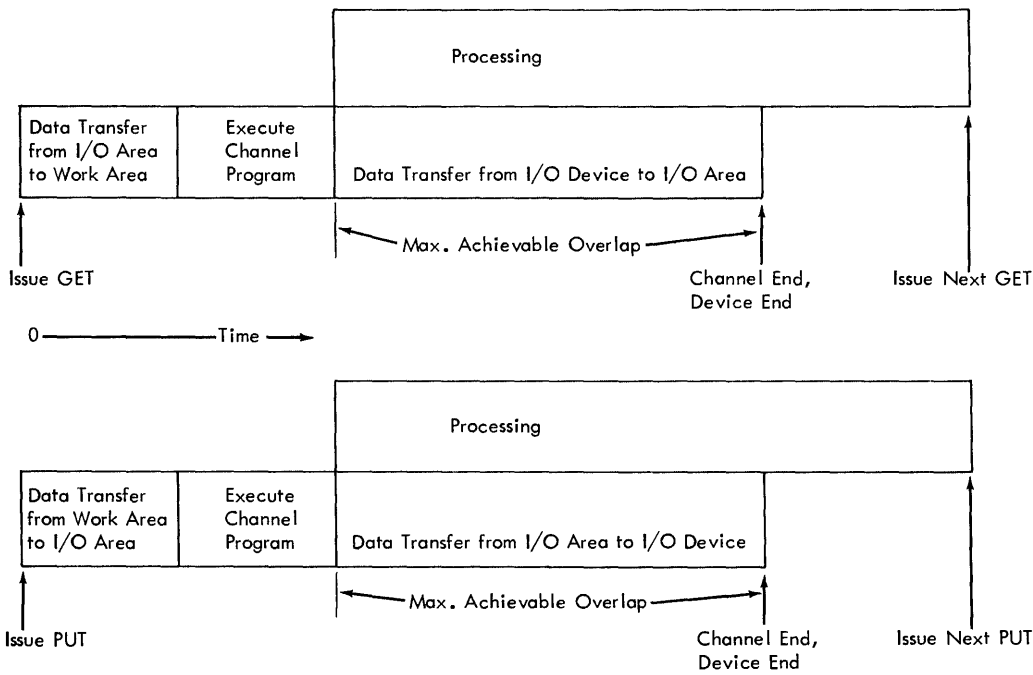 Processing
Data Transfer
from I/O Area
to Work Area
Execute
Channel
Program
Data Transfer from I/O Device to I/O Area
Max. Achievable Overlap
Issue GET
Channel End,
Device End
Issue Next GET
0 Time
Processing
Data Transfer
from Work Area
to I/O Area
Execute
Channel
Program
Data Transfer from I/O Area to I/O Device
Max. Achievable Overlap
Issue PUT
Channel End,
Device End
Issue Next PUT